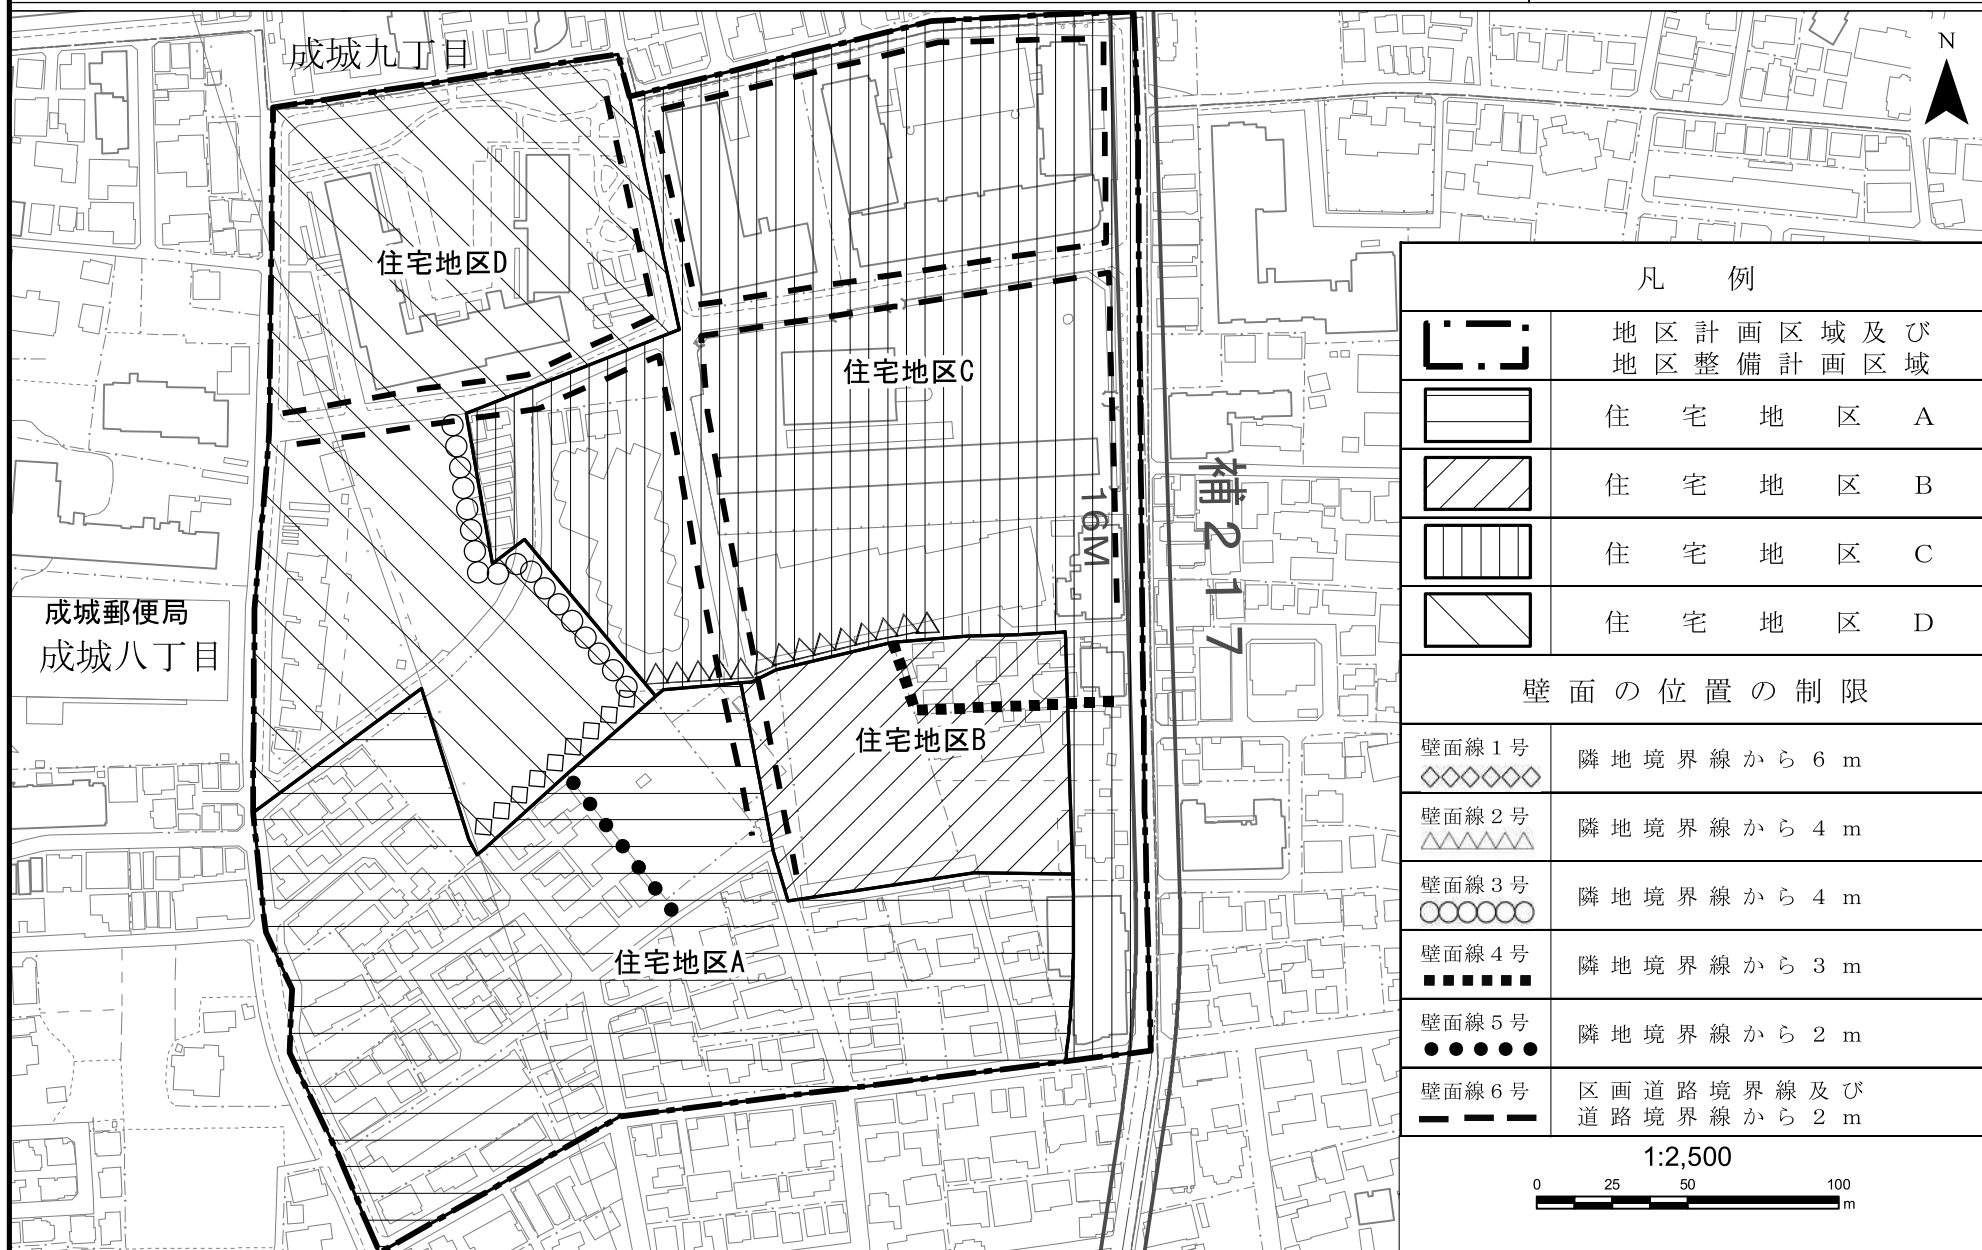 成城九丁目
住宅地区D
住宅地区C
16M
補217
成城郵便局
成城八丁目
住宅地区B
住宅地区A
N
凡例
地区計画区域及び
地区整備計画区域
住宅地区A
住宅地区B
住宅地区C
住宅地区D
壁面の位置の制限
壁面線1号 隣地境界線から6m
壁面線2号 隣地境界線から4m
壁面線3号 隣地境界線から4m
壁面線4号 隣地境界線から3m
壁面線5号 隣地境界線から2m
壁面線6号 区画道路境界線及び
道路境界線から2m
1:2,500
0 25 50 100
m